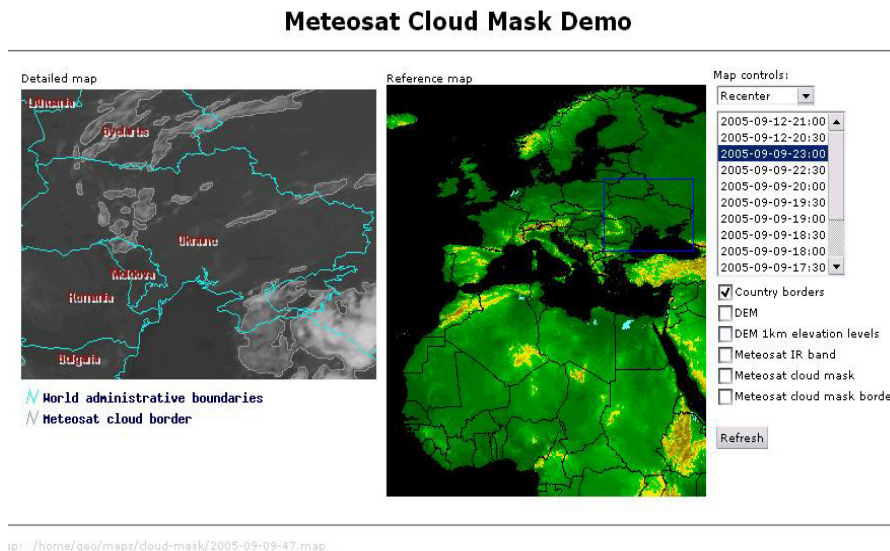 Meteosat Cloud Mask Demo
Detailed map
Lithuania
Byelarus
Ukraine
Moldova
Romania
Bulgaria
World administrative boundaries
Meteosat cloud border
Reference map
Map controls:
Recenter
2005-09-12-21:00
2005-09-12-20:30
2005-09-09-23:00
2005-09-09-22:30
2005-09-09-20:00
2005-09-09-19:30
2005-09-09-19:00
2005-09-09-18:30
2005-09-09-18:00
2005-09-09-17:30
Country borders
DEM
DEM 1km elevation levels
Meteosat IR band
Meteosat cloud mask
Meteosat cloud mask borde
Refresh
ap: /home/geo/maps/cloud-mask/2005-09-09-47.map